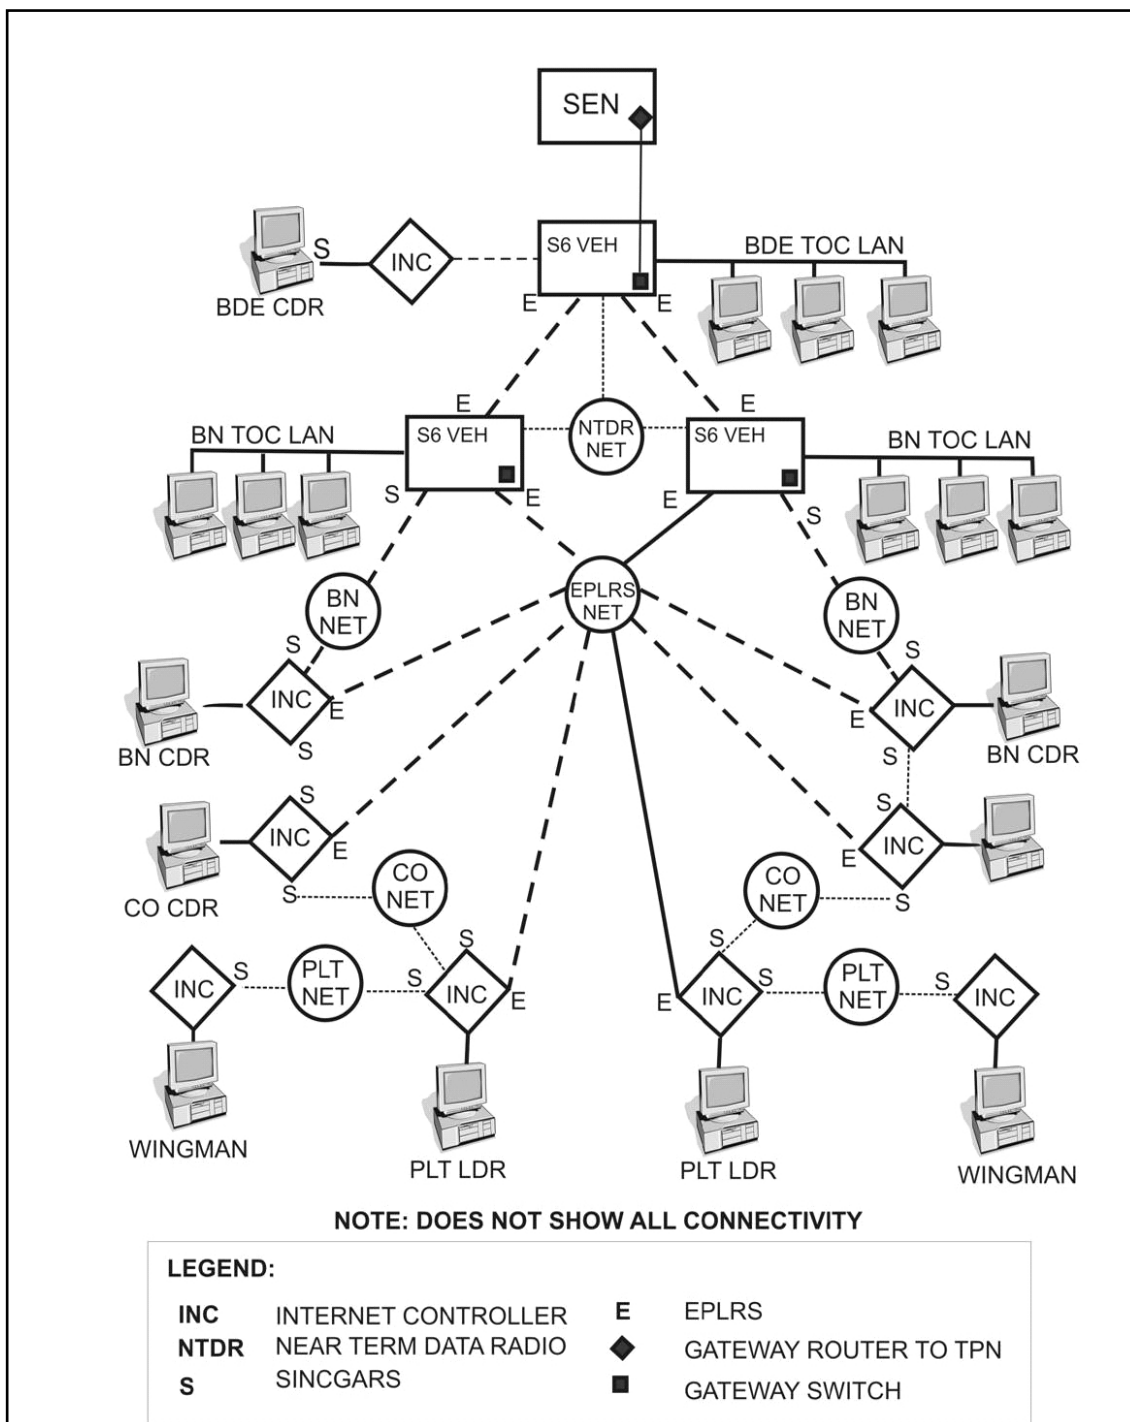 SEN
S6 VEH
BDE TOC LAN
S
INC
BDE CDR
E
E
E
E
S6 VEH
NTDR
NET
S6 VEH
BN TOC LAN
BN TOC LAN
S
E
E
S
BN
NET
EPLRS
NET
BN
NET
S
S
INC
E
E
INC
S
S
BN CDR
BN CDR
S
S
INC
E
E
INC
S
S
CO CDR
CO
NET
CO
NET
S
S
INC
S
PLT
NET
S
INC
E
E
INC
S
PLT
NET
S
INC
WINGMAN
PLT LDR
PLT LDR
WINGMAN
NOTE: DOES NOT SHOW ALL CONNECTIVITY
LEGEND:
INC INTERNET CONTROLLER
NTDR NEAR TERM DATA RADIO
S SINCGARS
E EPLRS
GATEWAY ROUTER TO TPN
GATEWAY SWITCH